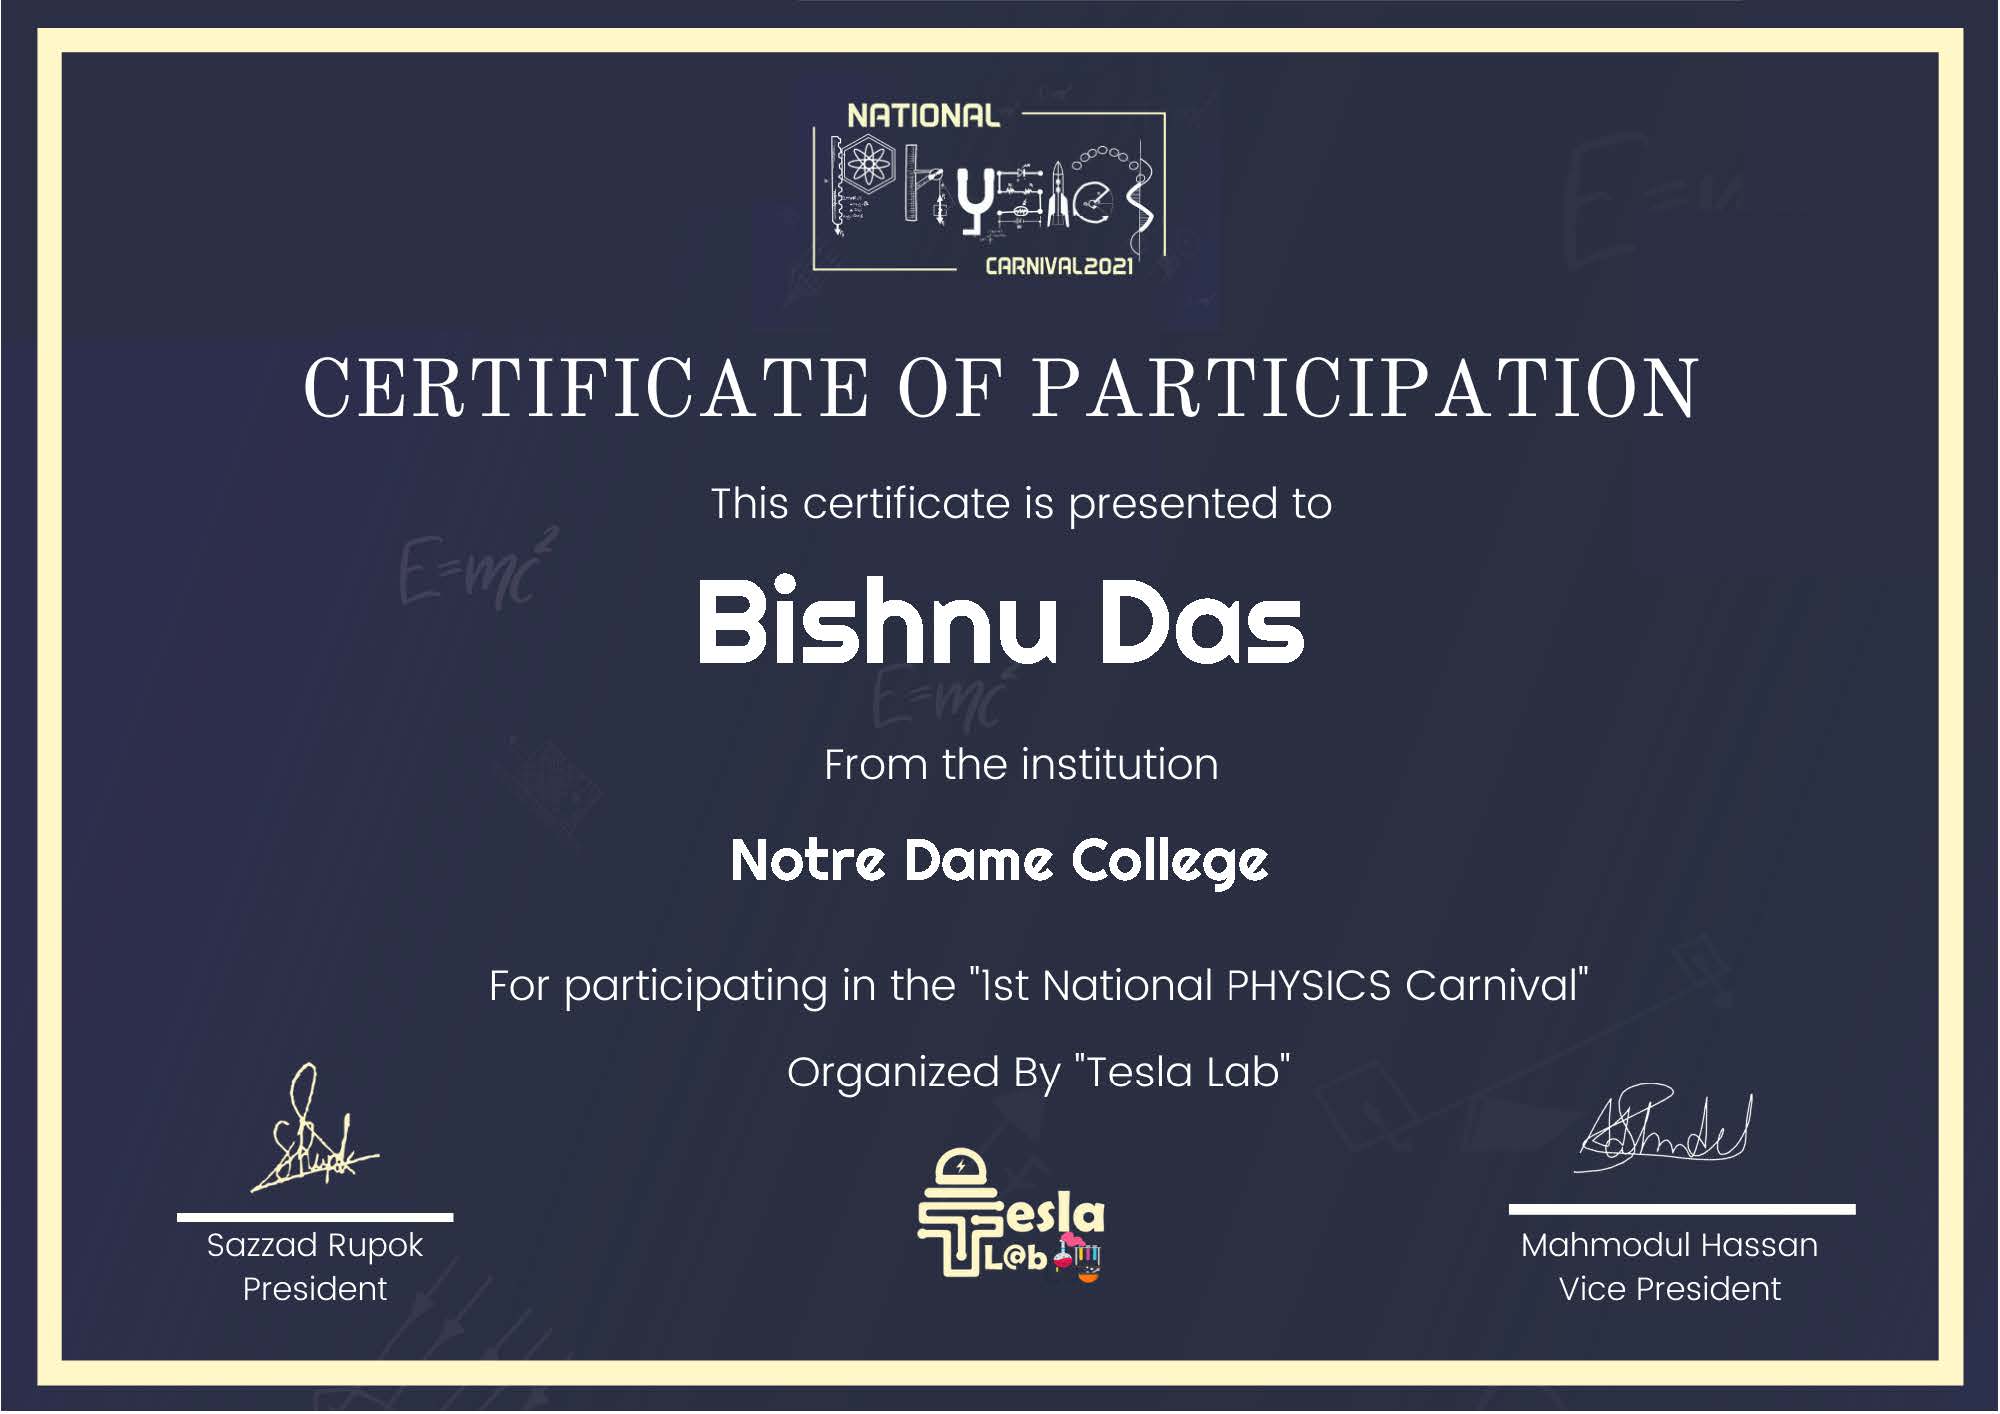 NATIONAL
Physics
CARNIVAL2021
CERTIFICATE OF PARTICIPATION
This certificate is presented to
E=mc²
Bishnu Das
E=mc²
From the institution
Notre Dame College
For participating in the "1st National PHYSICS Carnival"
Organized By "Tesla Lab"
Tesla
L@b
Sazzad Rupok
President
Mahmodul Hassan
Vice President